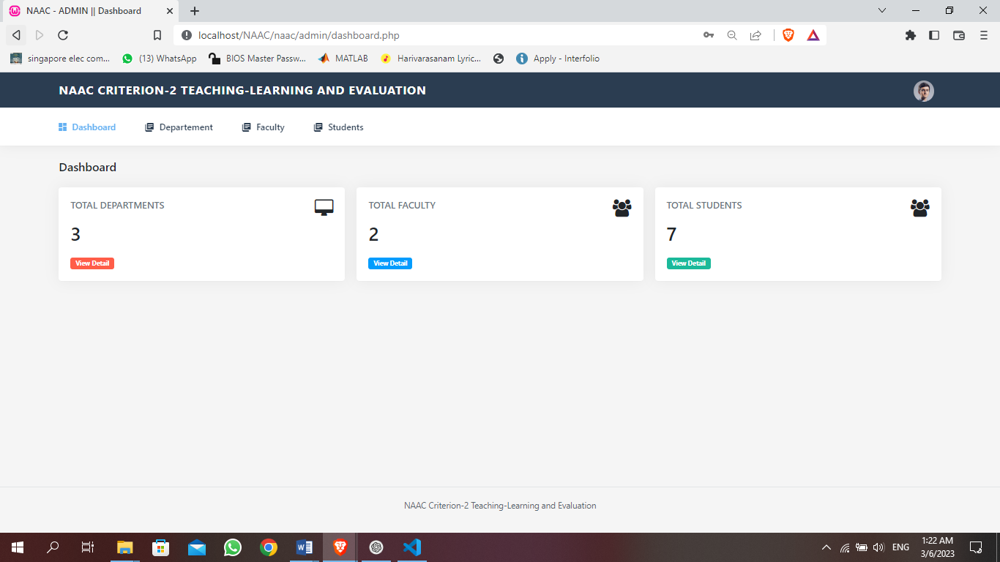 NAAC - ADMIN || Dashboard
localhost/NAAC/naac/admin/dashboard.php
singapore elec com... (13) WhatsApp BIOS Master Passw... MATLAB Harivarasanam Lyric... Apply - Interfolio
NAAC CRITERION-2 TEACHING-LEARNING AND EVALUATION
Dashboard Departement Faculty Students
Dashboard
TOTAL DEPARTMENTS TOTAL FACULTY TOTAL STUDENTS
3 2 7
View Detail View Detail View Detail
NAAC Criterion-2 Teaching-Learning and Evaluation
ENG 1:22 AM
3/6/2023